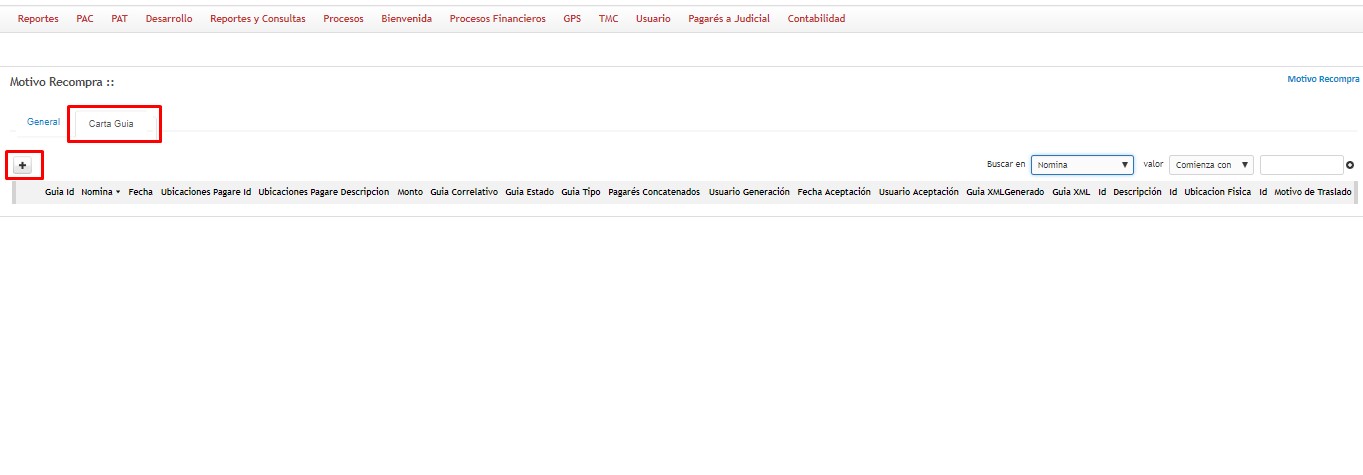 Reportes PAC PAT Desarrollo Reportes y Consultas Procesos Bienvenida Procesos Financieros GPS TMC Usuario Pagarés a Judicial Contabilidad
Motivo Recompra :: Motivo Recompra
General Carta Guia
+ Buscar en Nomina valor Comienza con
Guia Id Nomina Fecha Ubicaciones Pagare Id Ubicaciones Pagare Descripcion Monto Guia Correlativo Guia Estado Guia Tipo Pagarés Concatenados Usuario Generación Fecha Aceptación Usuario Aceptación Guia XMLGenerado Guia XML Id Descripción Id Ubicacion Fisica Id Motivo de Traslado